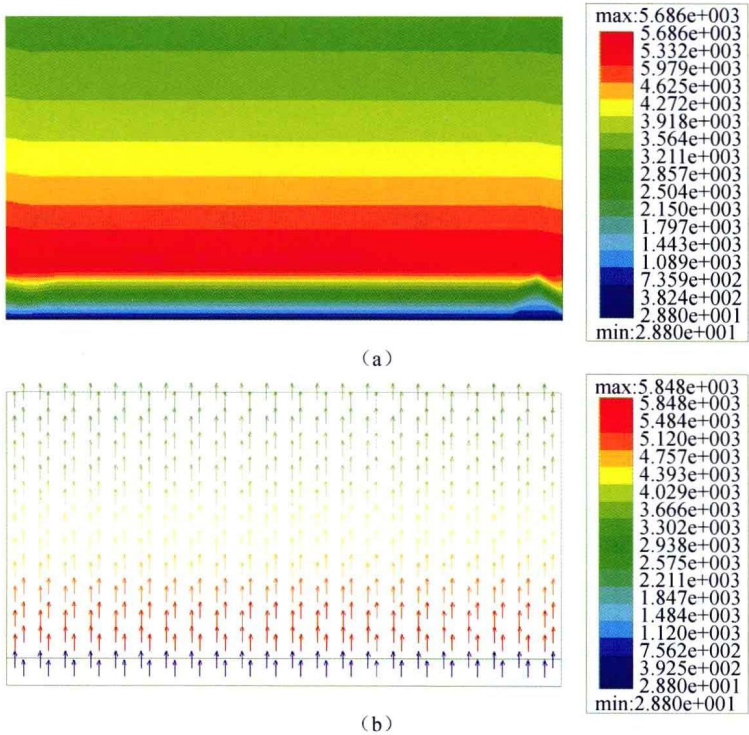 max:5.686e+003
5.686e+003
5.332e+003
5.979e+003
4.625e+003
4.272e+003
3.918e+003
3.564e+003
3.211e+003
2.857e+003
2.504e+003
2.150e+003
1.797e+003
1.443e+003
1.089e+003
7.359e+002
3.824e+002
2.880e+001
min:2.880e+001
(a)
max:5.848e+003
5.848e+003
5.484e+003
5.120e+003
4.757e+003
4.393e+003
4.029e+003
3.666e+003
3.302e+003
2.938e+003
2.575e+003
2.211e+003
1.847e+003
1.484e+003
1.120e+003
7.562e+002
3.925e+002
2.880e+001
min:2.880e+001
(b)